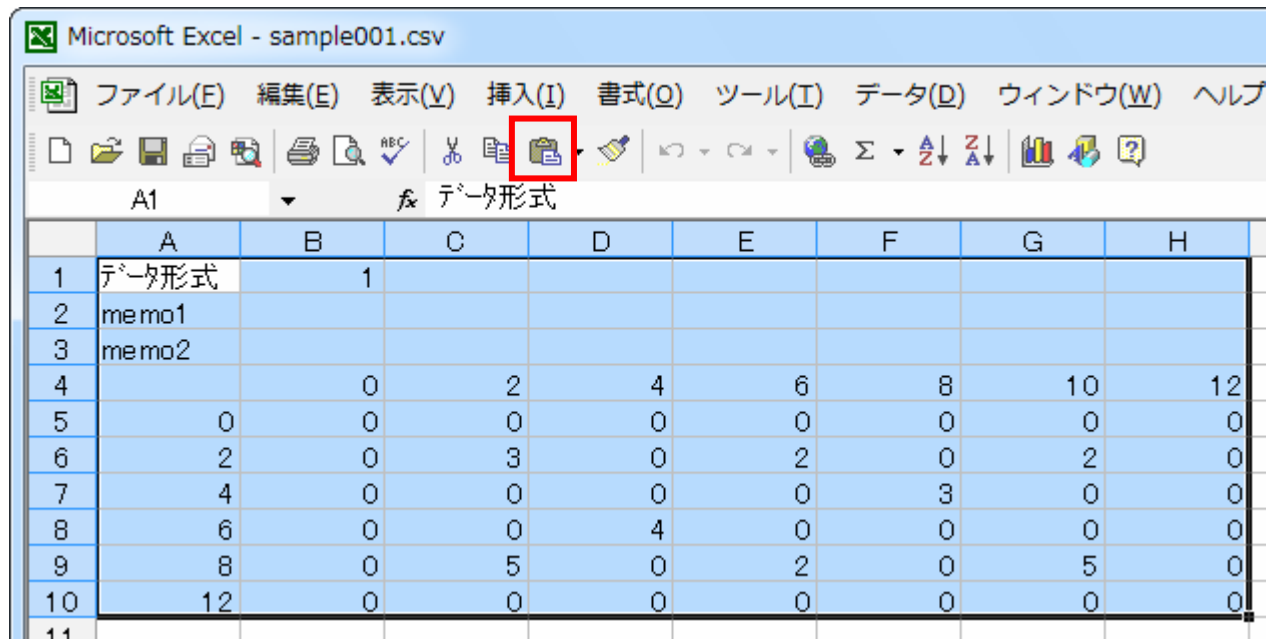 Microsoft Excel - sample001.csv
ファイル(F) 編集(E) 表示(V) 挿入(I) 書式(O) ツール(T) データ(D) ウィンドウ(W) ヘルプ
ABC Σ A Z Z A
A1 fx ﾃﾞｰﾀ形式
A B C D E F G H
1 ﾃﾞｰﾀ形式 1
2 memo1
3 memo2
4 0 2 4 6 8 10 12
5 0 0 0 0 0 0 0 0
6 2 0 3 0 2 0 2 0
7 4 0 0 0 0 3 0 0
8 6 0 0 4 0 0 0 0
9 8 0 5 0 2 0 5 0
10 12 0 0 0 0 0 0 0
11